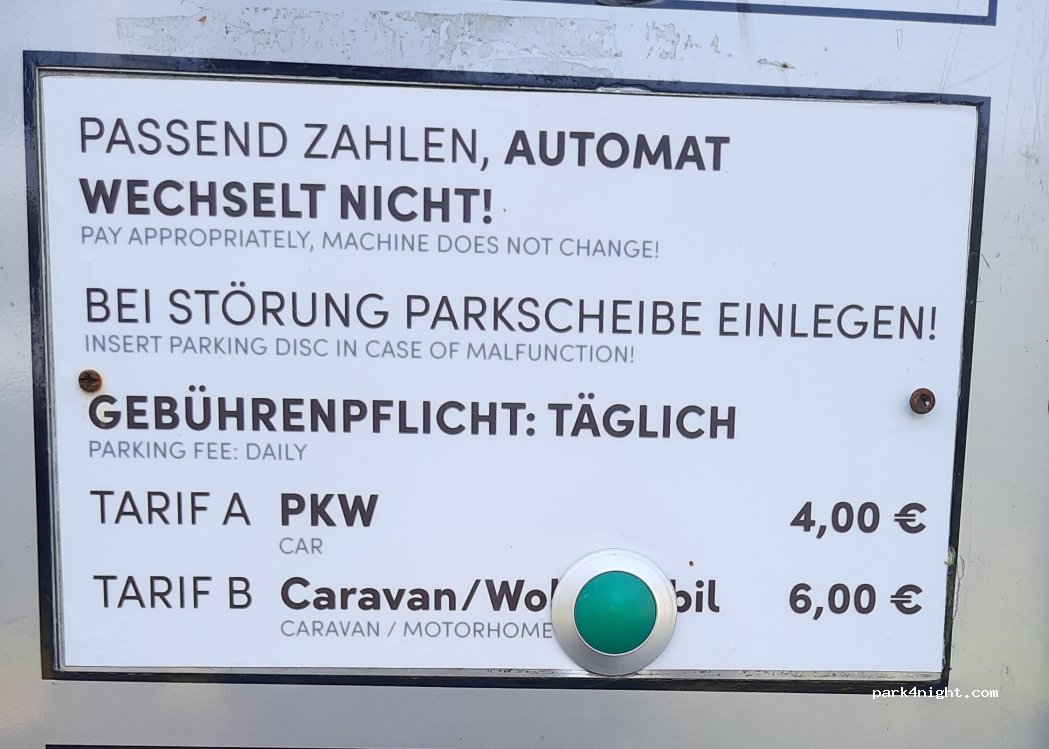 PASSEND ZAHLEN, AUTOMAT
WECHSELT NICHT!
PAY APPROPRIATELY, MACHINE DOES NOT CHANGE!
BEI STÖRUNG PARKSCHEIBE EINLEGEN!
INSERT PARKING DISC IN CASE OF MALFUNCTION!
GEBÜHRENPFLICHT: TÄGLICH
PARKING FEE: DAILY
TARIF A PKW 4,00 €
CAR
TARIF B Caravan/ 6,00 €
CARAVAN / MOTORHOME
park4night.com